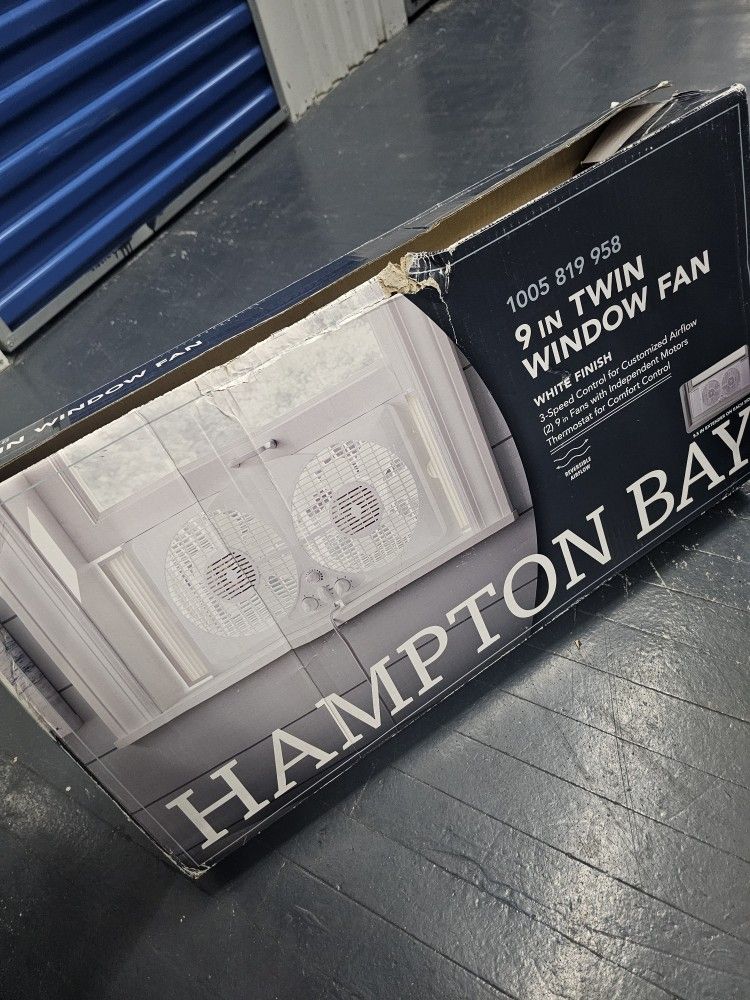 WINDOW FAN
1005 819 958
9 IN TWIN
WINDOW FAN
WHITE FINISH
3-Speed Control for Customized Airflow
(2) 9 in Fans with Independent Motors
Thermostat for Comfort Control
REVERSIBLE
AIRFLOW
HAMPTON BAY